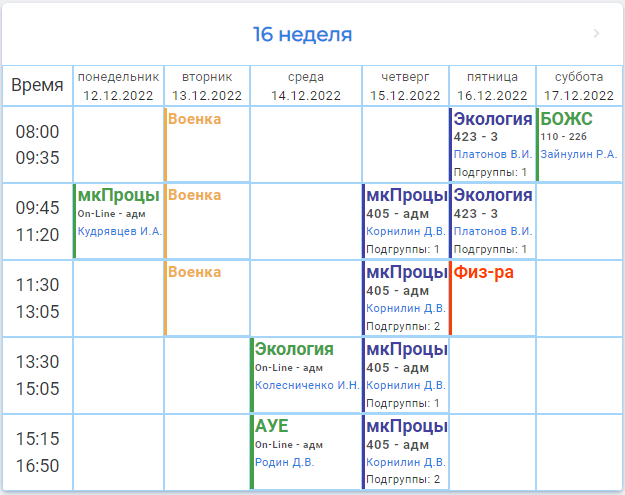 16 неделя
Время
понедельник
12.12.2022
вторник
13.12.2022
среда
14.12.2022
четверг
15.12.2022
пятница
16.12.2022
суббота
17.12.2022
08:00
09:35
Военка
Экология
423 - 3
Платонов В.И.
Подгруппы: 1
БОЖС
110 - 22б
Зайнулин Р.А.
09:45
11:20
мкПроцы
On-Line - адм
Кудрявцев И.А.
Военка
мкПроцы
405 - адм
Корнилин Д.В.
Подгруппы: 1
Экология
423 - 3
Платонов В.И.
Подгруппы: 1
11:30
13:05
Военка
мкПроцы
405 - адм
Корнилин Д.В.
Подгруппы: 2
Физ-ра
13:30
15:05
Экология
On-Line - адм
Колесниченко И.Н.
мкПроцы
405 - адм
Корнилин Д.В.
Подгруппы: 1
15:15
16:50
АУЕ
On-Line - адм
Родин Д.В.
мкПроцы
405 - адм
Корнилин Д.В.
Подгруппы: 2